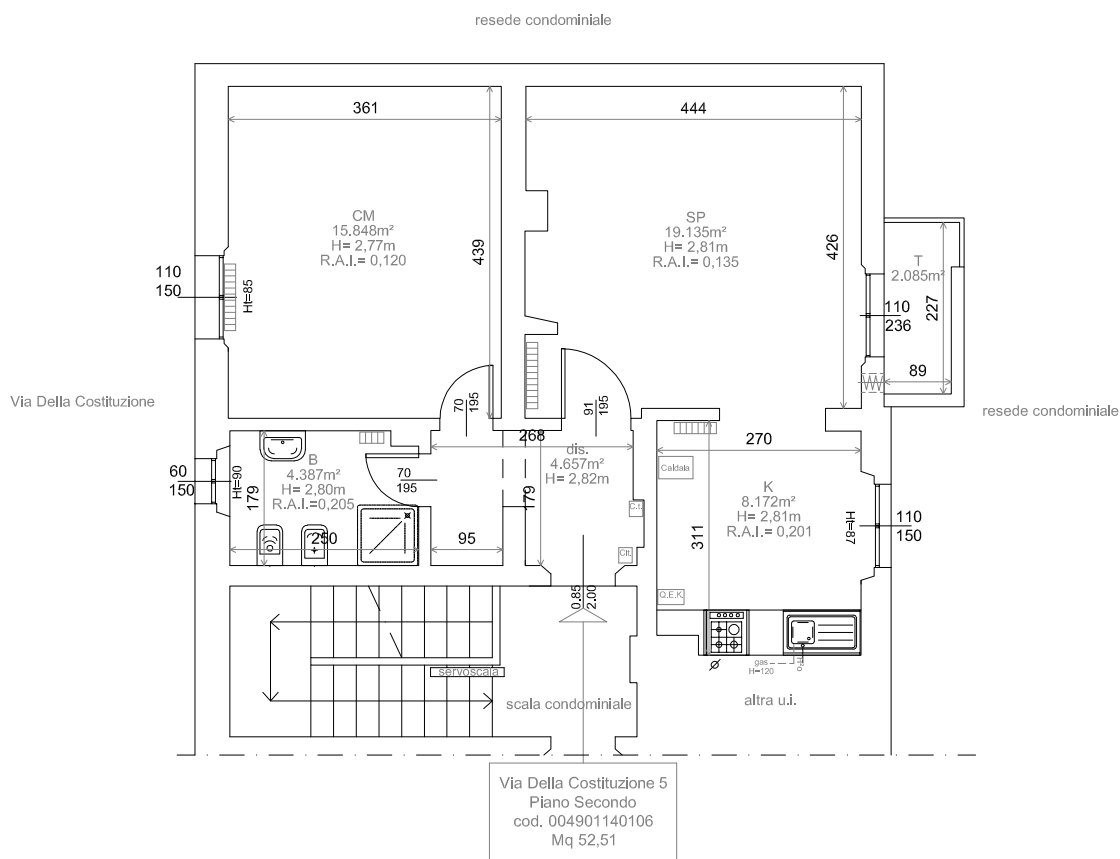 resede condominiale
361
444
CM
15.848m²
H= 2,77m
R.A.I.= 0,120
439
SP
19.135m²
H= 2,81m
R.A.I.= 0,135
426
T
2.085m²
227
89
110
150
Ht=85
110
236
Via Della Costituzione
resede condominiale
70
195
91
195
268
dis.
4.657m²
H= 2,82m
179
270
60
150
Ht=90
179
B
4.387m²
H= 2,80m
R.A.I.=0,205
70
195
250
95
Caldaia
K
8.172m²
H= 2,81m
R.A.I.= 0,201
311
Ht=87
110
150
C.t.
Cit.
Q.E.K.
0.85
2.00
gas
H=120
servoscala
scala condominiale
altra u.i.
Via Della Costituzione 5
Piano Secondo
cod. 004901140106
Mq 52,51